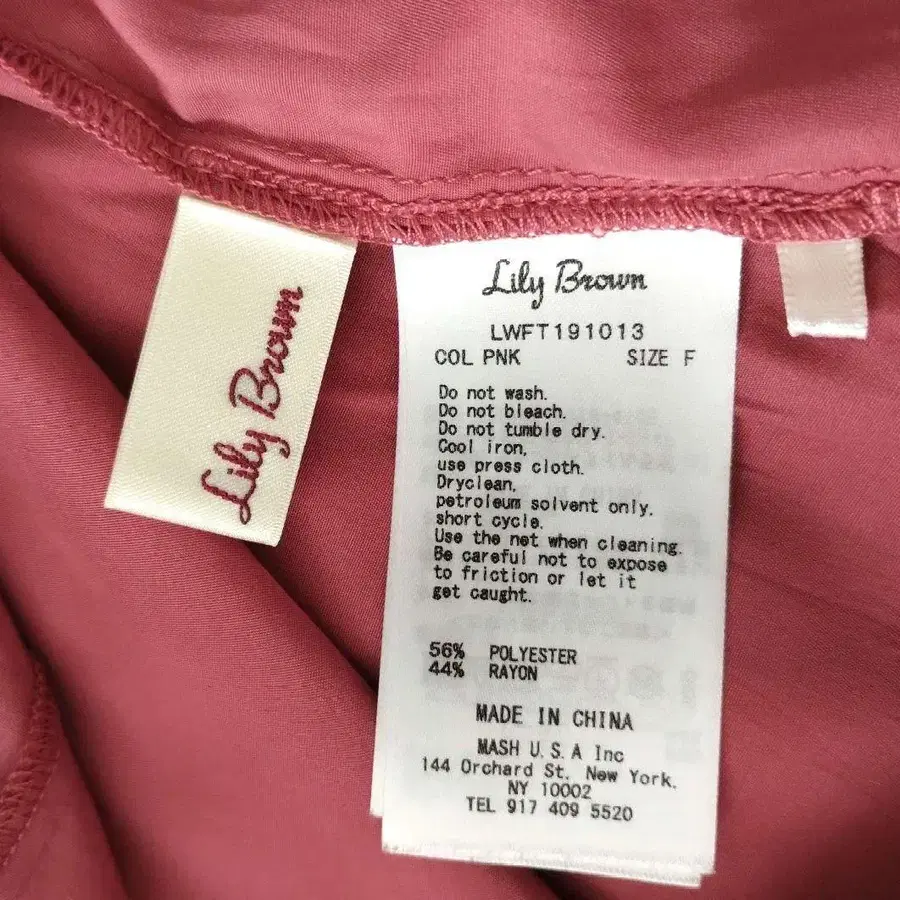 Lily Brown
Lily Brown
LWFT191013
COL PNK SIZE F
Do not wash.
Do not bleach.
Do not tumble dry.
Cool iron,
use press cloth.
Dryclean,
petroleum solvent only,
short cycle.
Use the net when cleaning.
Be careful not to expose
to friction or let it
get caught.
56% POLYESTER
44% RAYON
MADE IN CHINA
MASH U.S.A Inc
144 Orchard St. New York,
NY 10002
TEL 917 409 5520